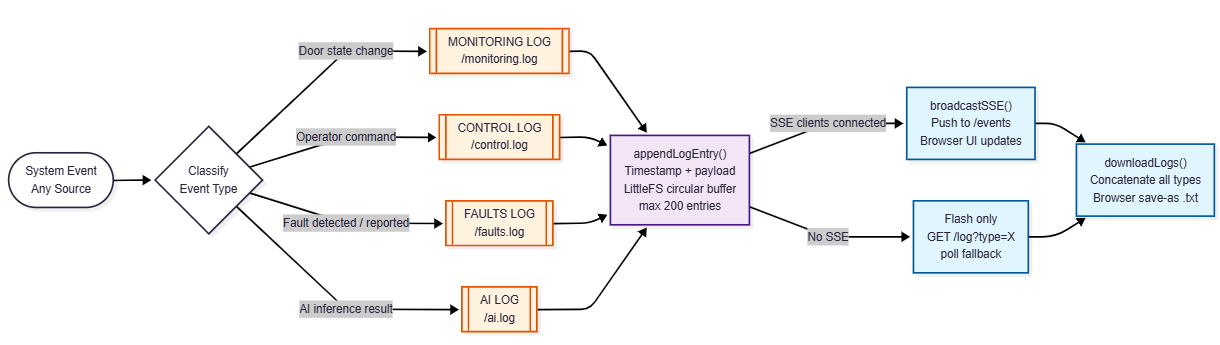 System Event
Any Source
Classify
Event Type
Door state change
MONITORING LOG
/monitoring.log
Operator command
CONTROL LOG
/control.log
Fault detected / reported
FAULTS LOG
/faults.log
AI inference result
AI LOG
/ai.log
appendLogEntry()
Timestamp + payload
LittleFS circular buffer
max 200 entries
SSE clients connected
broadcastSSE()
Push to /events
Browser UI updates
No SSE
Flash only
GET /log?type=X
poll fallback
downloadLogs()
Concatenate all types
Browser save-as .txt